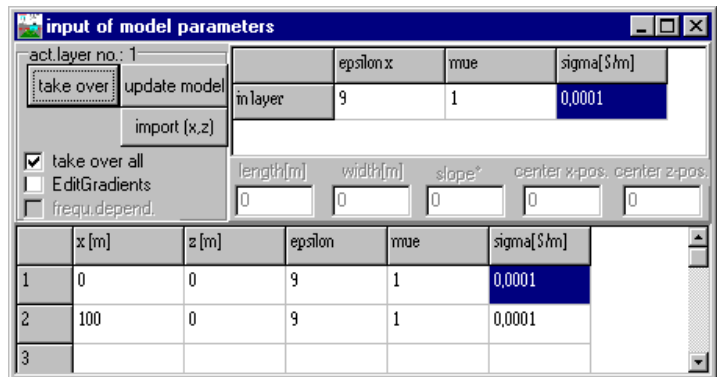 input of model parameters
act.layer no.: 1
take over update model
import (x,z)
take over all
EditGradients
frequ.depend.
epsilon x mue sigma[S/m]
in layer 9 1 0,0001
length[m] width[m] slope° center x-pos. center z-pos.
0 0 0 0 0
x [m] z [m] epsilon mue sigma[S/m]
1 0 0 9 1 0,0001
2 100 0 9 1 0,0001
3